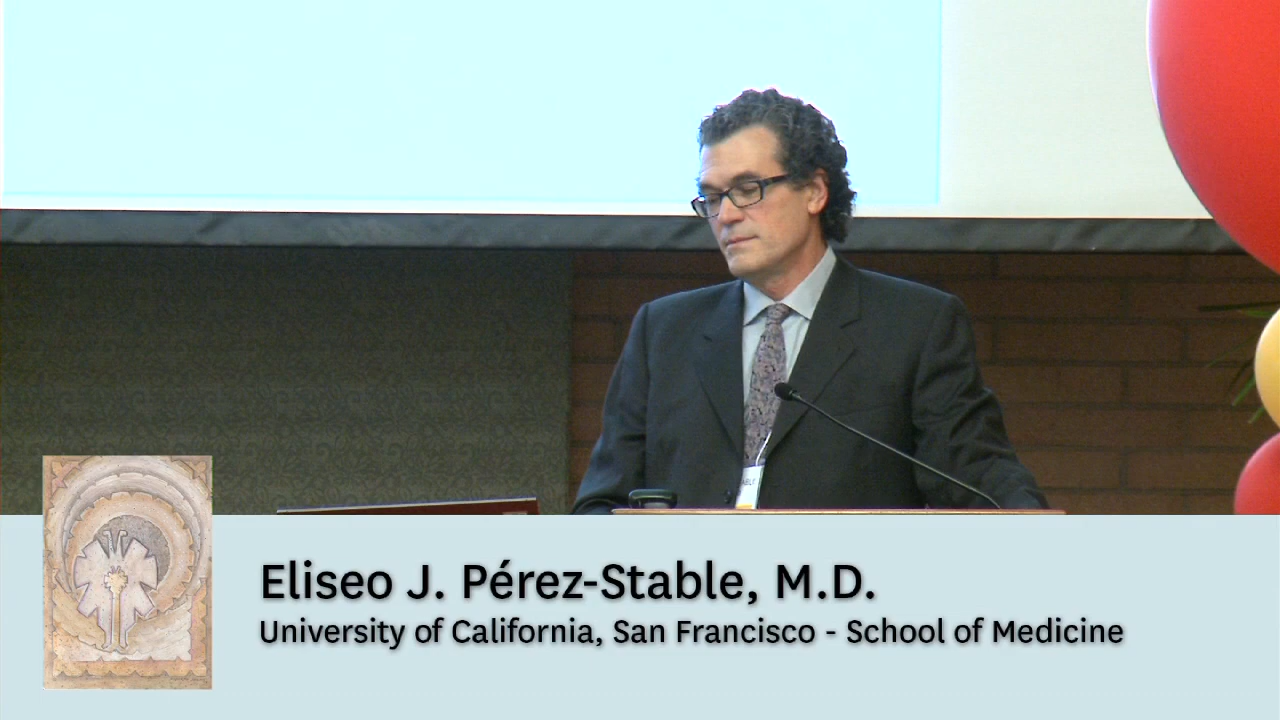 Eliseo J. Pérez-Stable, M.D.
University of California, San Francisco - School of Medicine